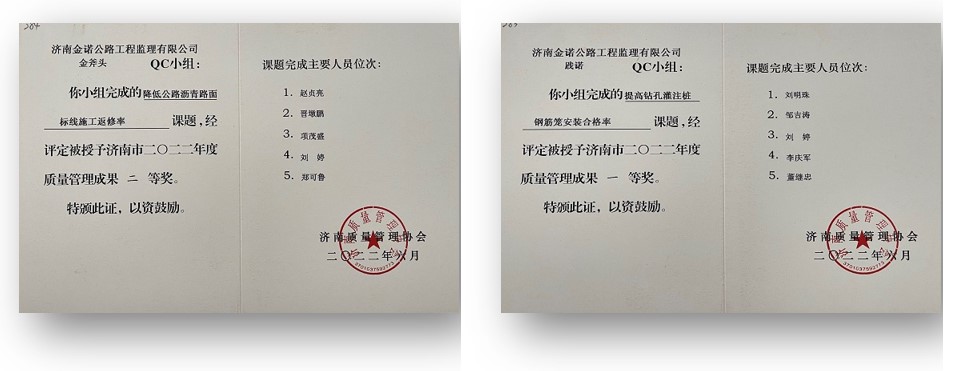 济南金诺公路工程监理有限公司
金斧头 QC小组：
你小组完成的降低公路沥青路面
标线施工返修率 课题，经
评定被授予济南市二〇二二年度
质量管理成果 二 等奖。
特颁此证，以资鼓励。
课题完成主要人员位次：
1. 赵贞亮
2. 晋墩鹏
3. 项茂盛
4. 刘 婷
5. 郑可鲁
济南质量管理协会
二〇二二年六月
济南金诺公路工程监理有限公司
践诺 QC小组：
你小组完成的提高钻孔灌注桩
钢筋笼安装合格率 课题，经
评定被授予济南市二〇二二年度
质量管理成果 一 等奖。
特颁此证，以资鼓励。
课题完成主要人员位次：
1. 刘明珠
2. 邹吉涛
3. 刘 婷
4. 李庆军
5. 董继忠
济南质量管理协会
二〇二二年六月